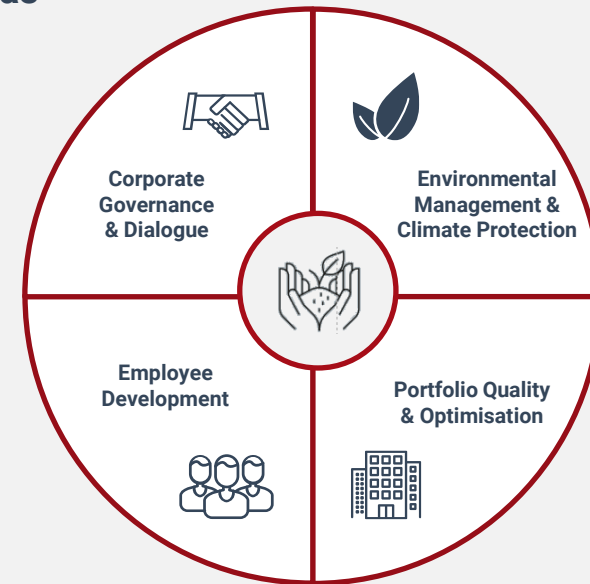 Corporate
Governance
& Dialogue
Environmental
Management &
Climate Protection
Employee
Development
Portfolio Quality
& Optimisation